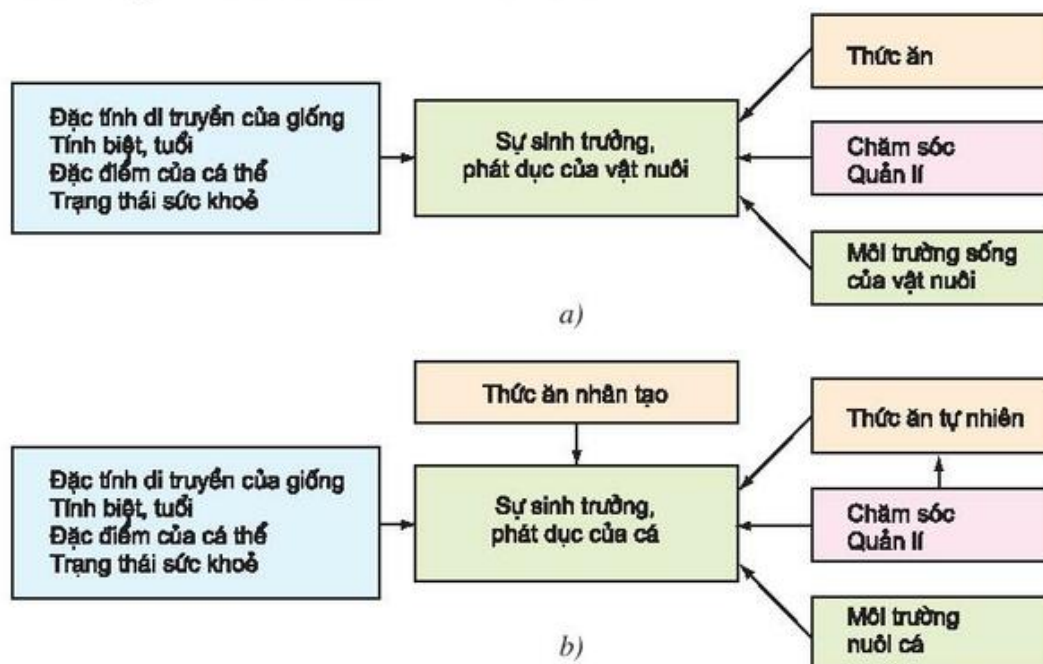 Đặc tính di truyền của giống
Tính biệt, tuổi
Đặc điểm của cá thể
Trạng thái sức khoẻ
Sự sinh trưởng,
phát dục của vật nuôi
Thức ăn
Chăm sóc
Quản lí
Môi trường sống
của vật nuôi
a)
Thức ăn nhân tạo
Đặc tính di truyền của giống
Tính biệt, tuổi
Đặc điểm của cá thể
Trạng thái sức khoẻ
Sự sinh trưởng,
phát dục của cá
Thức ăn tự nhiên
Chăm sóc
Quản lí
Môi trường
nuôi cá
b)